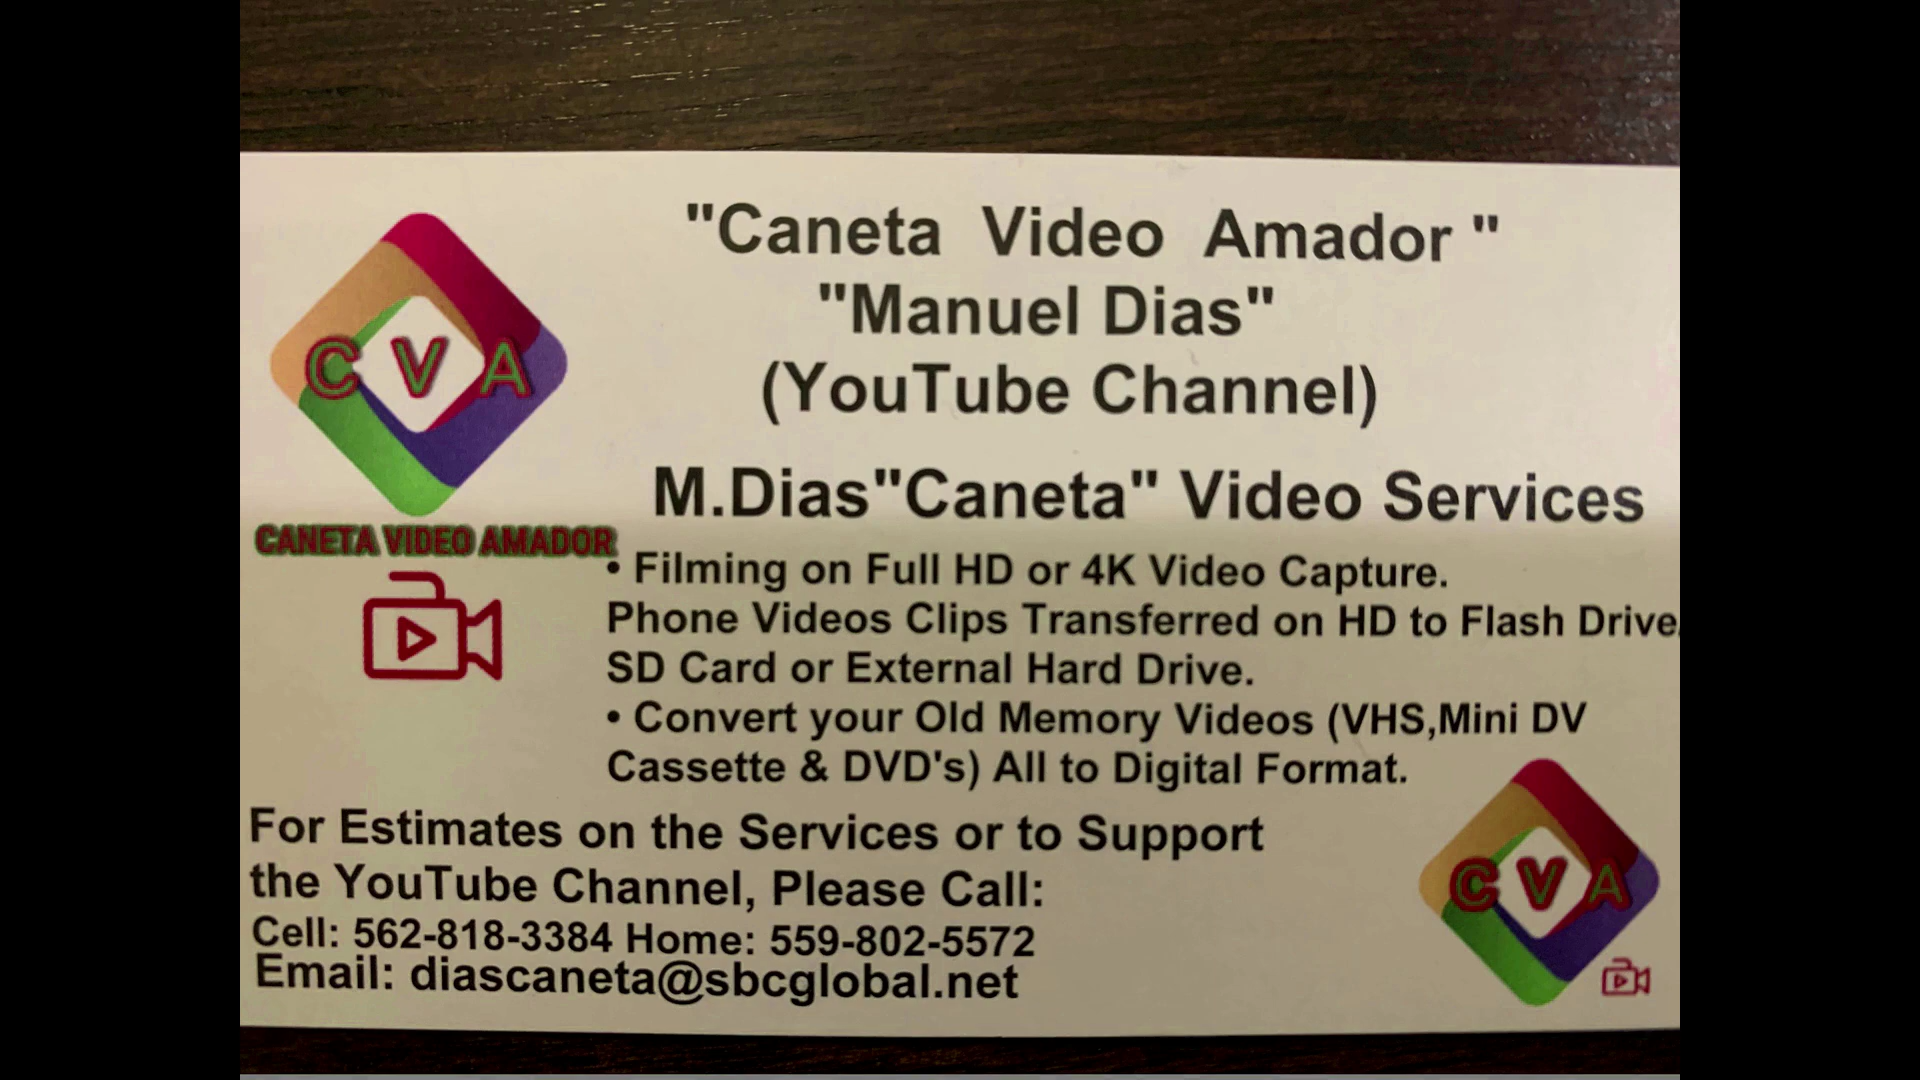 "Caneta Video Amador "
"Manuel Dias"
(YouTube Channel)
C V A
M.Dias"Caneta" Video Services
CANETA VIDEO AMADOR
• Filming on Full HD or 4K Video Capture.
Phone Videos Clips Transferred on HD to Flash Drive,
SD Card or External Hard Drive.
• Convert your Old Memory Videos (VHS,Mini DV
Cassette & DVD's) All to Digital Format.
For Estimates on the Services or to Support
the YouTube Channel, Please Call:
Cell: 562-818-3384 Home: 559-802-5572
Email: diascaneta@sbcglobal.net
C V A